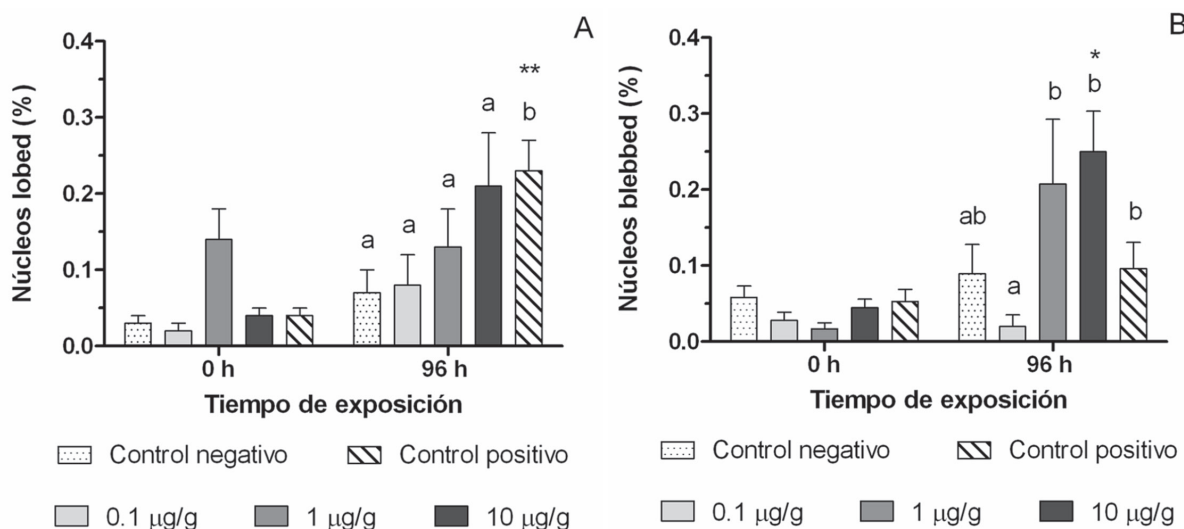 A
Núcleos lobed (%)
0.4
0.3
0.2
0.1
0.0
a
a
a
a
**
b
0 h
96 h
Tiempo de exposición
Control negativo
Control positivo
0.1 µg/g
1 µg/g
10 µg/g
B
Núcleos blebbed (%)
0.4
0.3
0.2
0.1
0.0
ab
a
b
*
b
b
0 h
96 h
Tiempo de exposición
Control negativo
Control positivo
0.1 µg/g
1 µg/g
10 µg/g